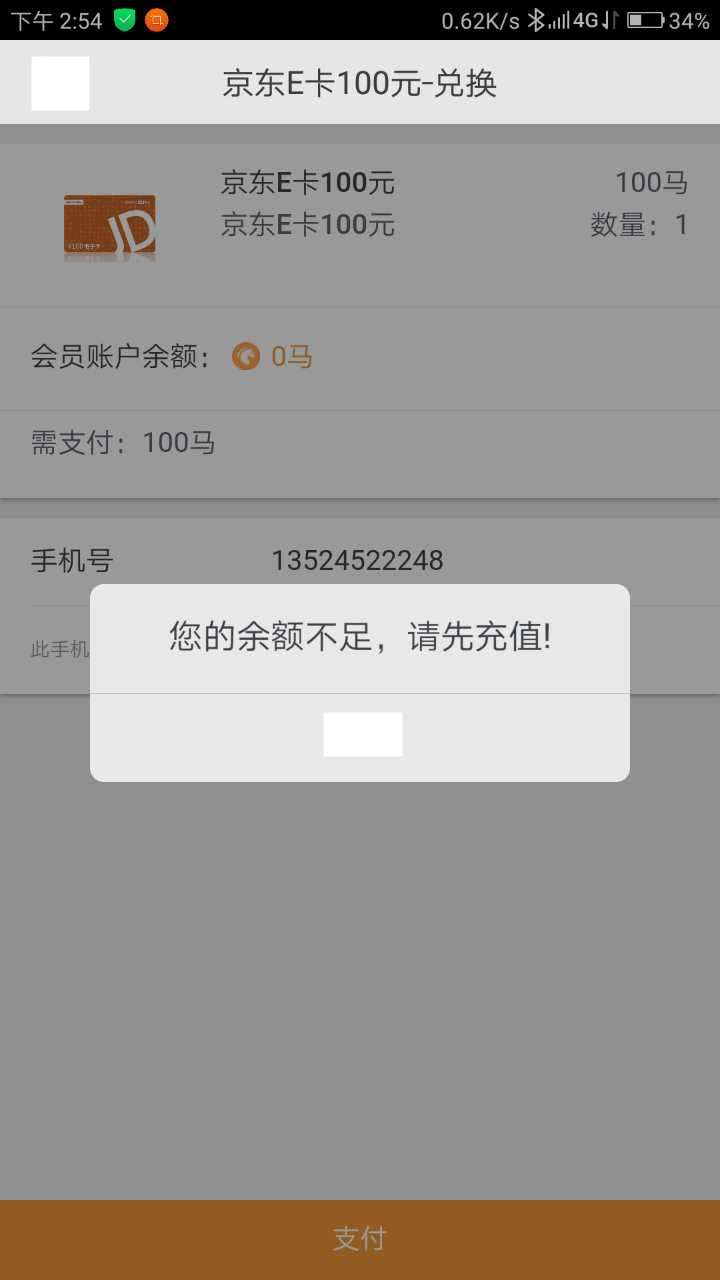 下午 2:54
0.62K/s 4G 34%
京东E卡100元-兑换
京东E卡100元 100马
京东E卡100元 数量：1
JD
¥100 电子卡
会员账户余额： 0马
需支付：100马
手机号 13524522248
此手机
您的余额不足，请先充值!
支付